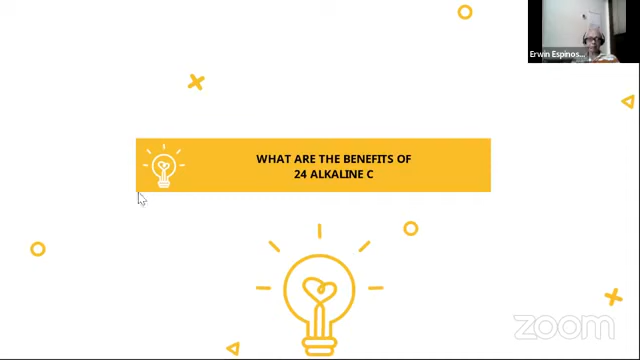 Erwin Espinos...
WHAT ARE THE BENEFITS OF
24 ALKALINE C
zoom